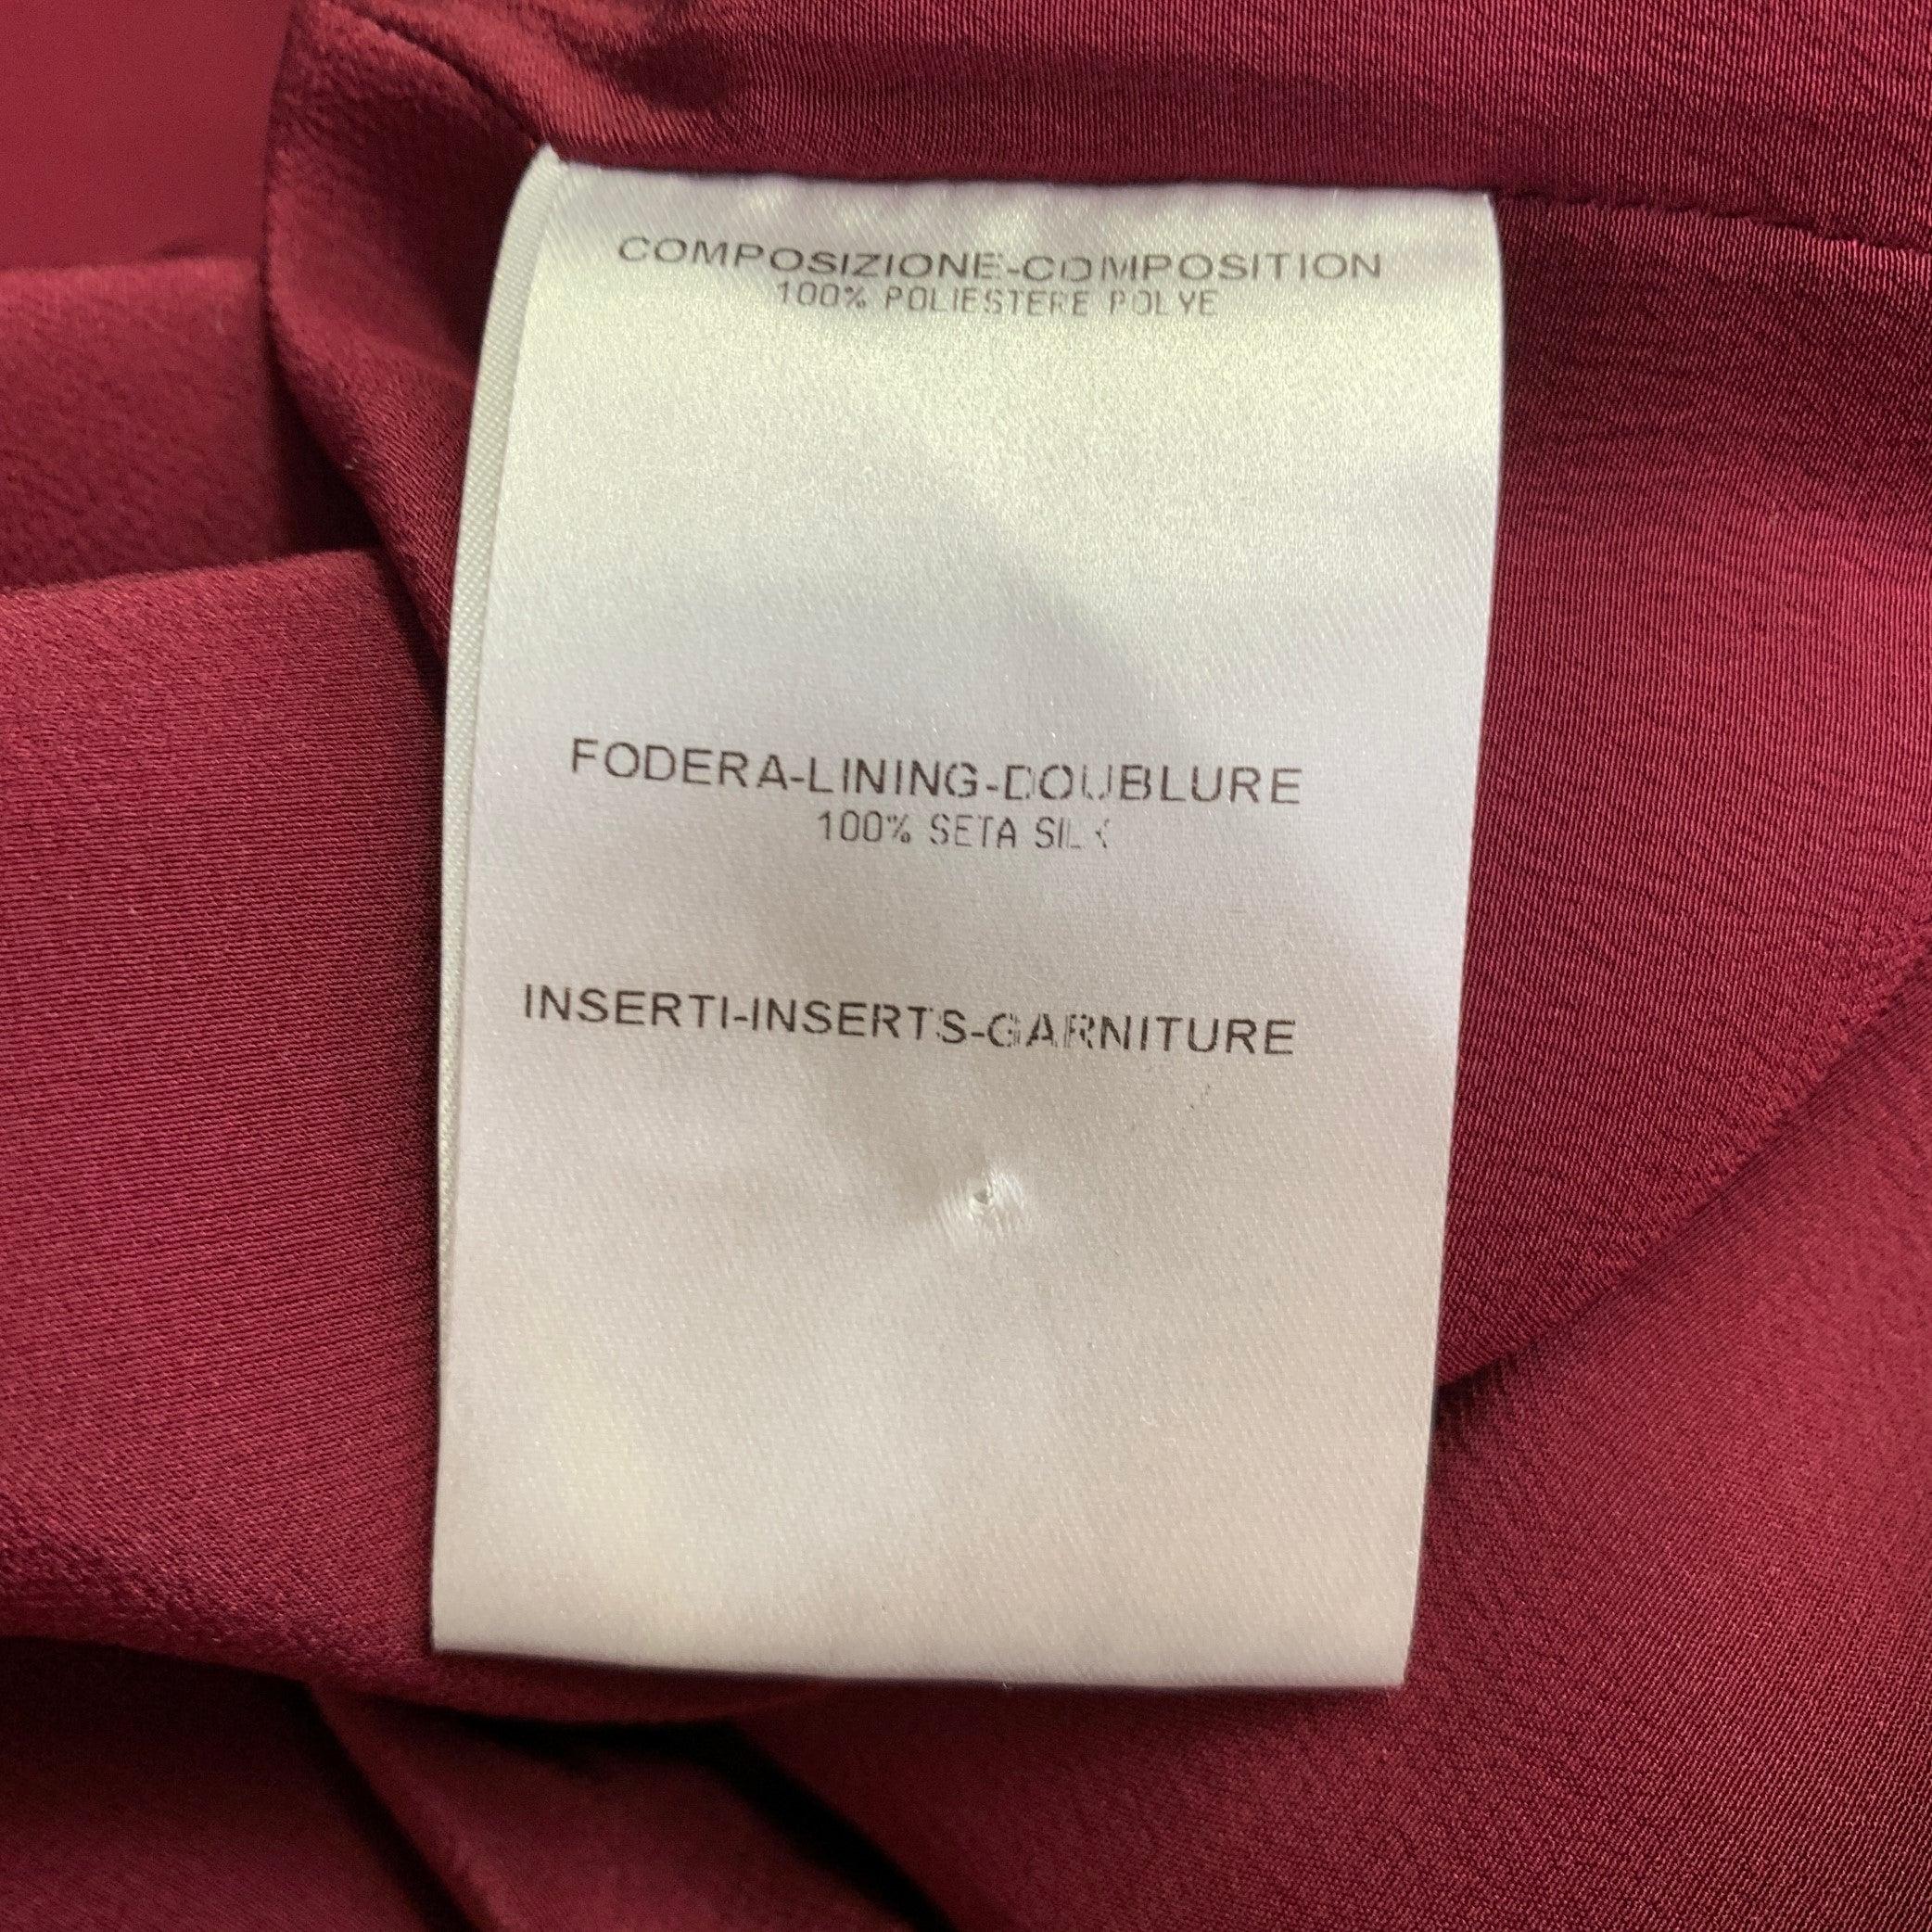 COMPOSIZIONE-COMPOSITION
100% POLIESTERE POLYE
FODERA-LINING-DOUBLURE
100% SETA SILK
INSERTI-INSERTS-GARNITURE